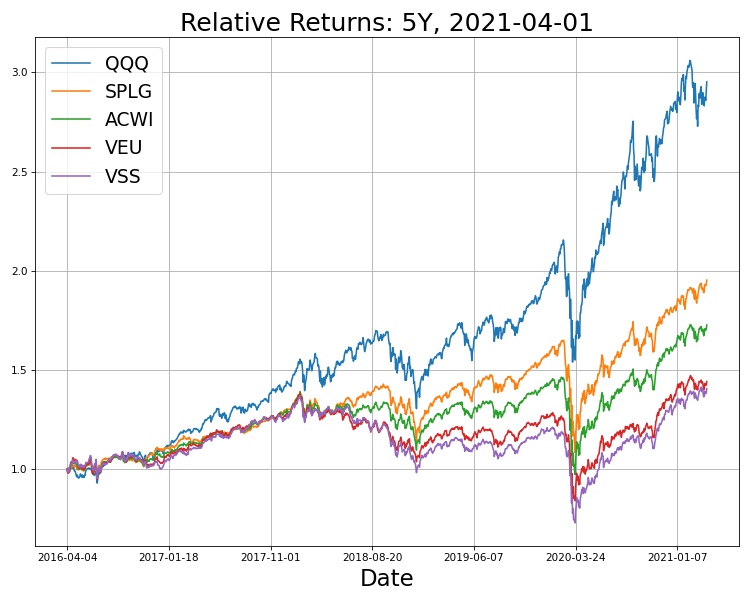 Relative Returns: 5Y, 2021-04-01
QQQ
SPLG
ACWI
VEU
VSS
3.0
2.5
2.0
1.5
1.0
2016-04-04 2017-01-18 2017-11-01 2018-08-20 2019-06-07 2020-03-24 2021-01-07
Date